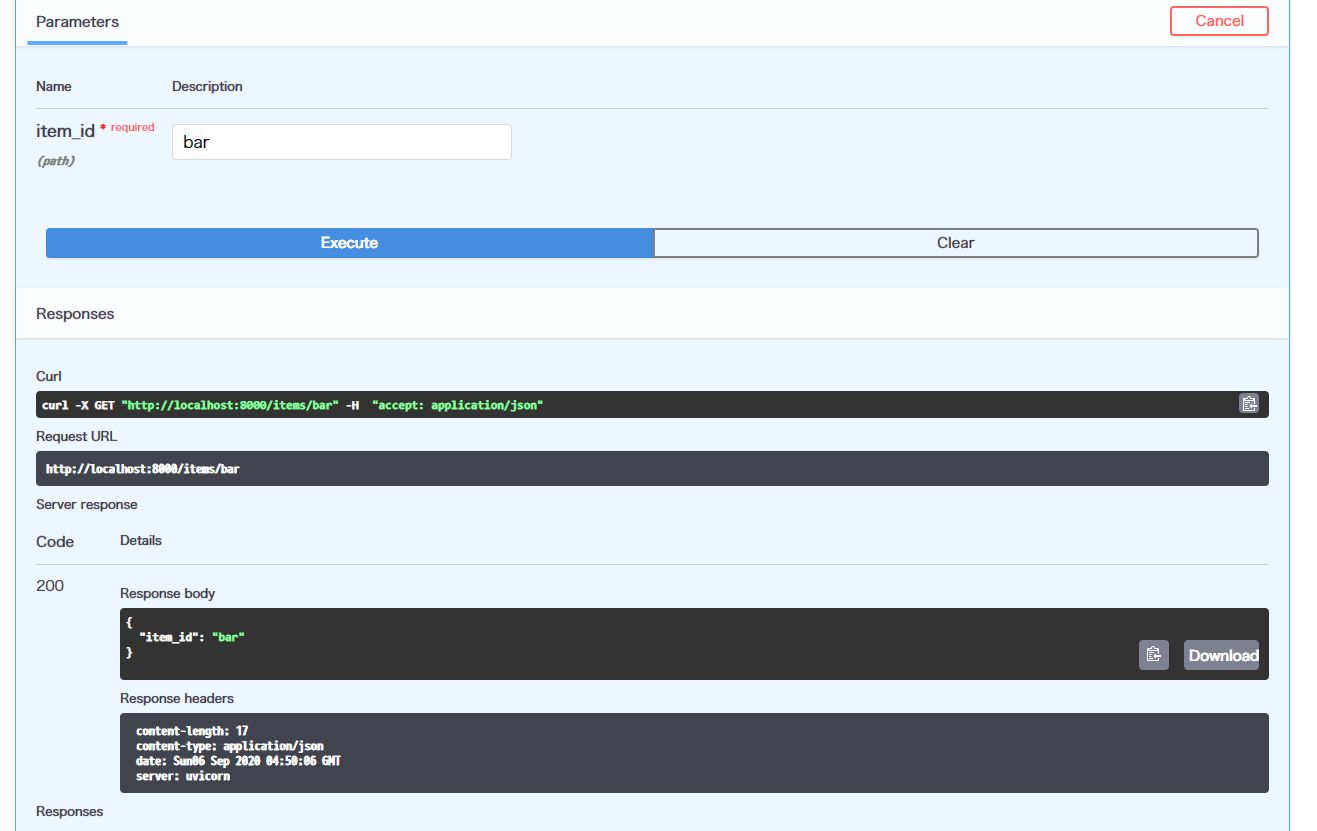 Parameters
Cancel
Name Description
item_id * required
bar
(path)
Execute Clear
Responses
Curl
curl -X GET "http://localhost:8000/items/bar" -H  "accept: application/json"
Request URL
http://localhost:8000/items/bar
Server response
Code Details
200
Response body
{
  "item_id": "bar"
}
Download
Response headers
content-length: 17
content-type: application/json
date: Sun06 Sep 2020 04:50:06 GMT
server: uvicorn
Responses